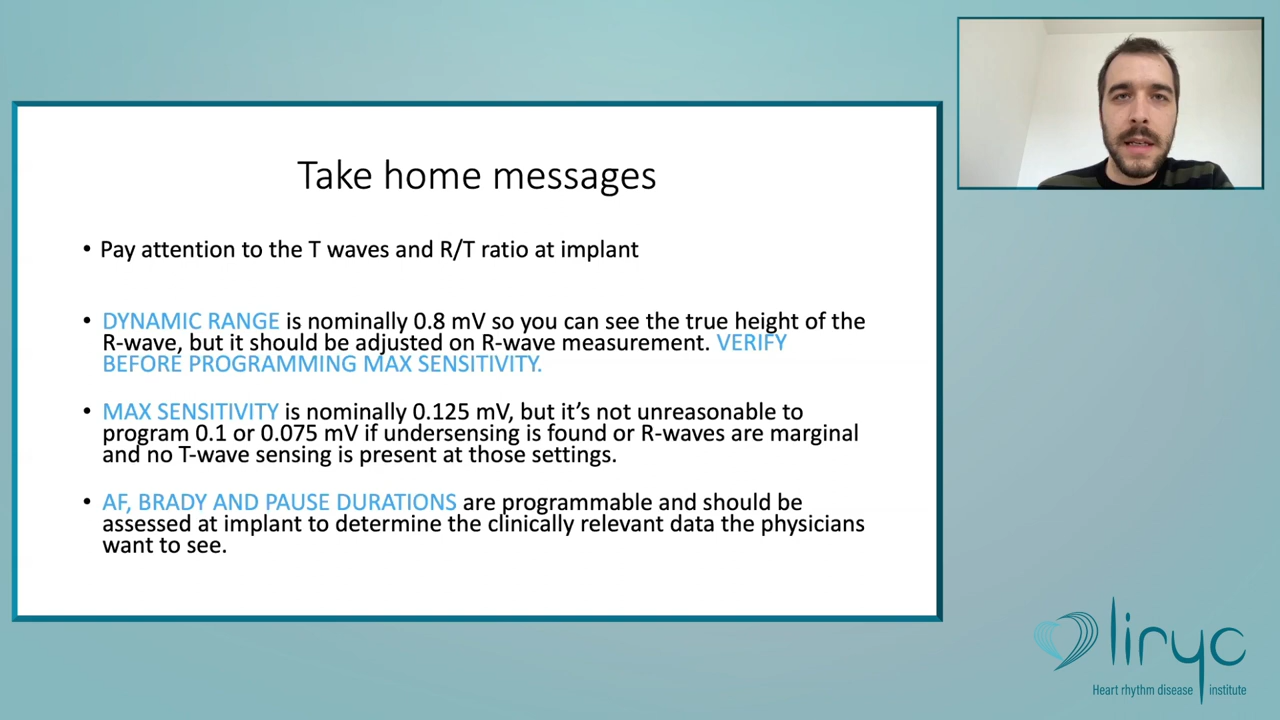 Take home messages
• Pay attention to the T waves and R/T ratio at implant
• DYNAMIC RANGE is nominally 0.8 mV so you can see the true height of the
R-wave, but it should be adjusted on R-wave measurement. VERIFY
BEFORE PROGRAMMING MAX SENSITIVITY.
• MAX SENSITIVITY is nominally 0.125 mV, but it’s not unreasonable to
program 0.1 or 0.075 mV if undersensing is found or R-waves are marginal
and no T-wave sensing is present at those settings.
• AF, BRADY AND PAUSE DURATIONS are programmable and should be
assessed at implant to determine the clinically relevant data the physicians
want to see.
liryc
Heart rhythm disease institute